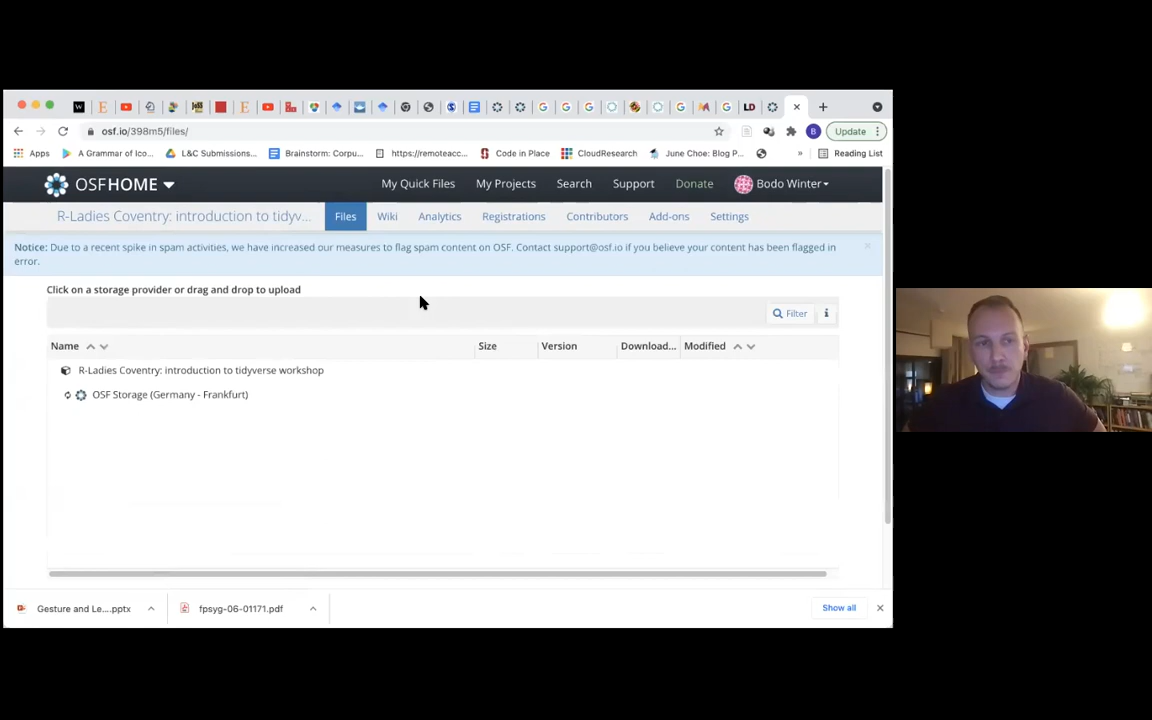 osf.io/398m5/files/
B
Update
Apps
A Grammar of Ico...
L&C Submissions...
Brainstorm: Corpu...
https://remoteacc...
Code in Place
CloudResearch
June Choe: Blog P...
»
Reading List
OSFHOME
My Quick Files
My Projects
Search
Support
Donate
Bodo Winter
R-Ladies Coventry: introduction to tidyv...
Files
Wiki
Analytics
Registrations
Contributors
Add-ons
Settings
Notice: Due to a recent spike in spam activities, we have increased our measures to flag spam content on OSF. Contact support@osf.io if you believe your content has been flagged in
error.
Click on a storage provider or drag and drop to upload
Filter
Name
Size
Version
Download...
Modified
R-Ladies Coventry: introduction to tidyverse workshop
OSF Storage (Germany - Frankfurt)
Gesture and Le....pptx
fpsyg-06-01171.pdf
Show all